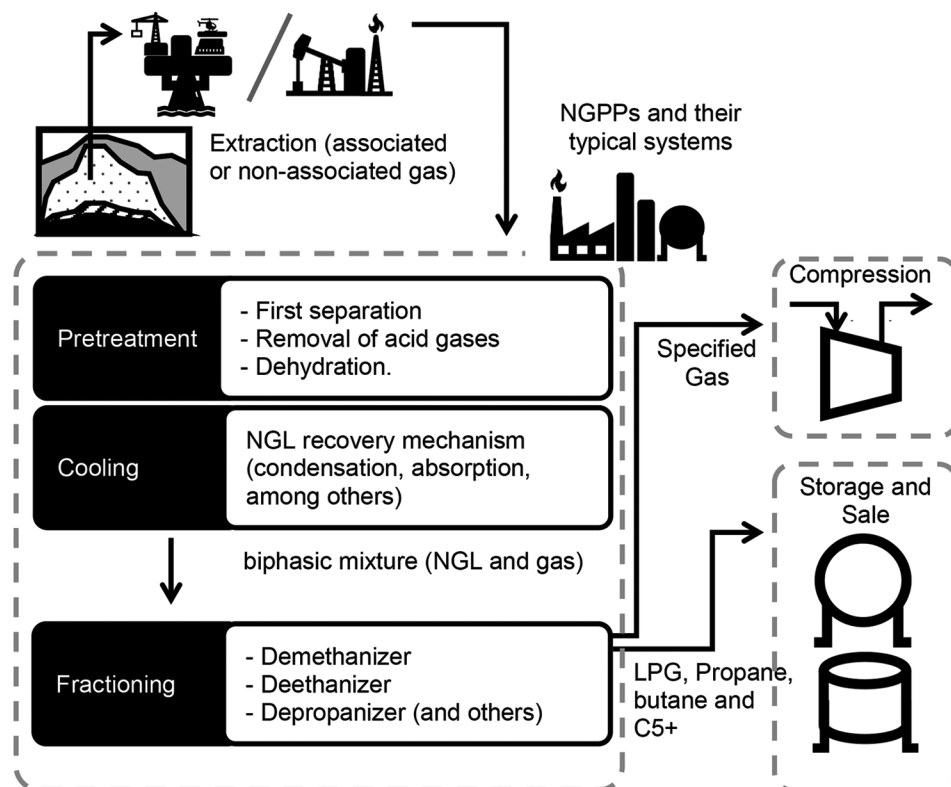 Extraction (associated
or non-associated gas)
NGPPs and their
typical systems
Pretreatment
- First separation
- Removal of acid gases
- Dehydration.
Cooling
NGL recovery mechanism
(condensation, absorption,
among others)
biphasic mixture (NGL and gas)
Fractioning
- Demethanizer
- Deethanizer
- Depropanizer (and others)
Specified
Gas
Compression
LPG, Propane,
butane and
C5+
Storage and
Sale